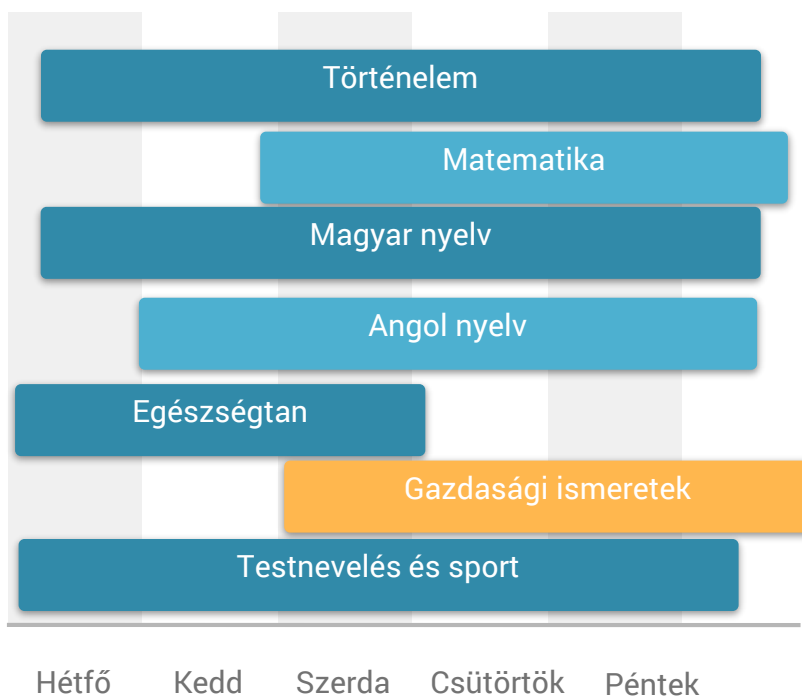 Történelem
Matematika
Magyar nyelv
Angol nyelv
Egészségtan
Gazdasági ismeretek
Testnevelés és sport
Hétfő Kedd Szerda Csütörtök Péntek